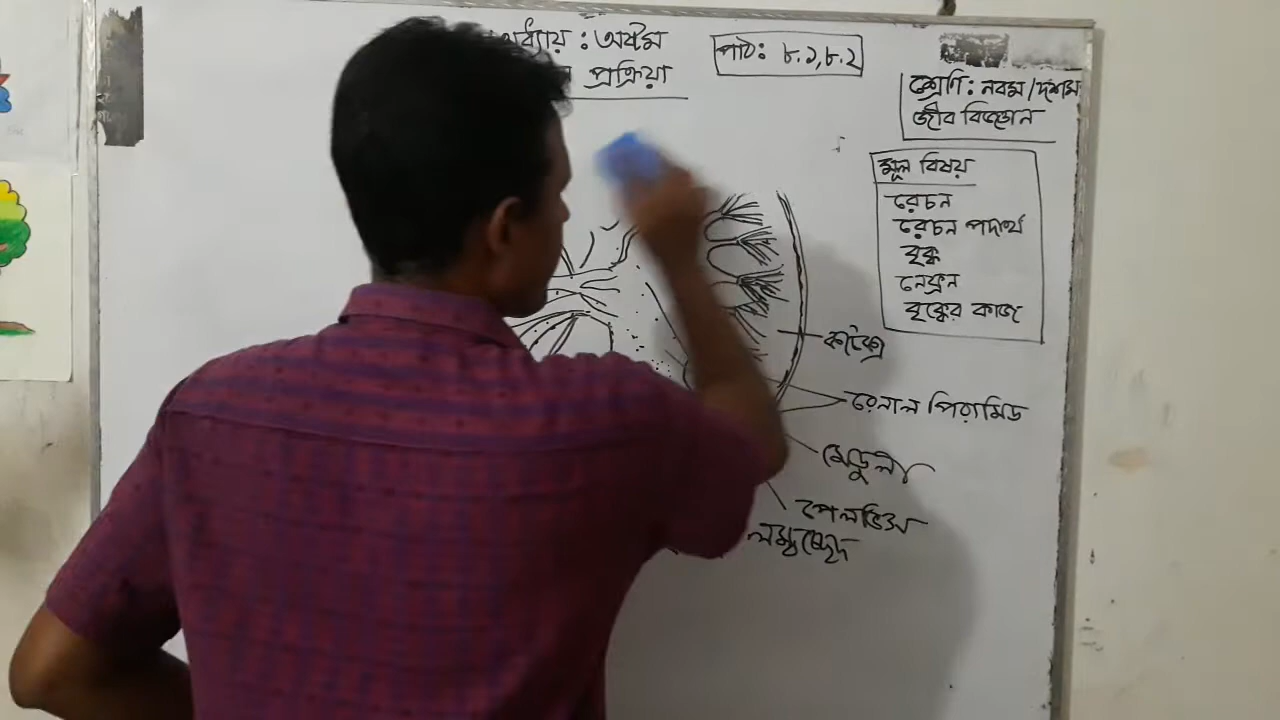 অধ্যায় : অষ্টম
প্রক্রিয়া
পাঠ: ৮.১,৮.২
শ্রেণি: নবম/দশম
জীব বিজ্ঞান
মূল বিষয়
রেচন
রেচন পদার্থ
বৃক্ক
নেফ্রন
বৃক্কের কাজ
কর্টেক্স
রেনাল পিরামিড
মেডুলা
পেলভিস
লম্বচ্ছেদ